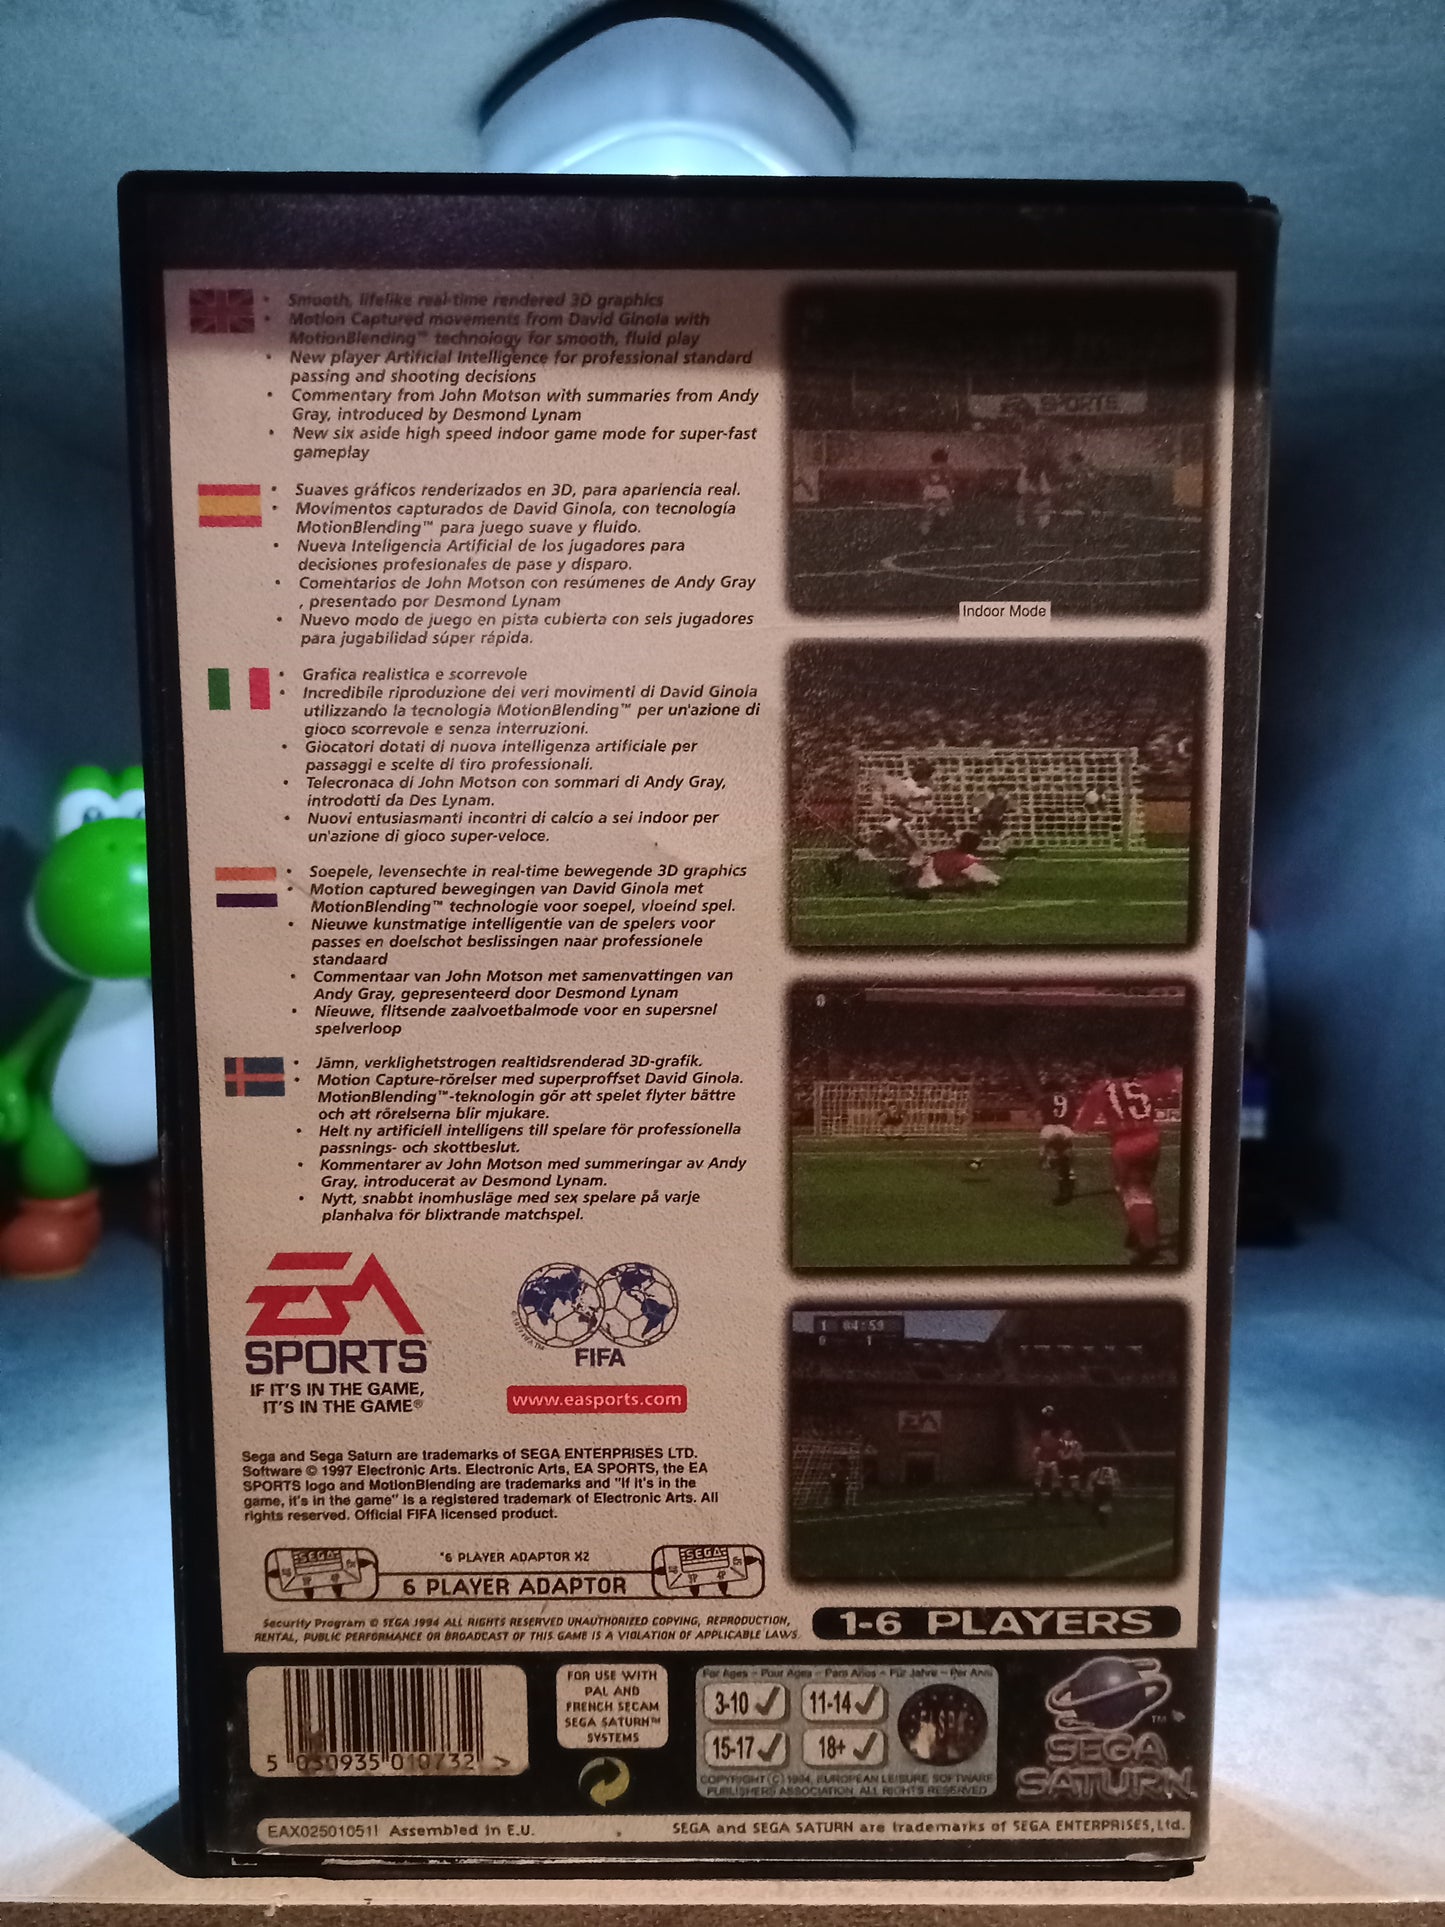 • Smooth, lifelike real-time rendered 3D graphics
• Motion Captured movements from David Ginola with
MotionBlending™ technology for smooth, fluid play
• New player Artificial Intelligence for professional standard
passing and shooting decisions
• Commentary from John Motson with summaries from Andy
Gray, introduced by Desmond Lynam
• New six aside high speed indoor game mode for super-fast
gameplay
• Suaves gráficos renderizados en 3D, para apariencia real.
• Movimentos capturados de David Ginola, con tecnología
MotionBlending™ para juego suave y fluido.
• Nueva Inteligencia Artificial de los jugadores para
decisiones profesionales de pase y disparo.
• Comentarios de John Motson con resúmenes de Andy Gray
, presentado por Desmond Lynam
• Nuevo modo de juego en pista cubierta con seis jugadores
para jugabilidad súper rápida.
• Grafica realistica e scorrevole
• Incredibile riproduzione dei veri movimenti di David Ginola
utilizzando la tecnologia MotionBlending™ per un'azione di
gioco scorrevole e senza interruzioni.
• Giocatori dotati di nuova intelligenza artificiale per
passaggi e scelte di tiro professionali.
• Telecronaca di John Motson con sommari di Andy Gray,
introdotti da Des Lynam.
• Nuovi entusiasmanti incontri di calcio a sei indoor per
un'azione di gioco super-veloce.
• Soepele, levensechte in real-time bewegende 3D graphics
• Motion captured bewegingen van David Ginola met
MotionBlending™ technologie voor soepel, vloeind spel.
• Nieuwe kunstmatige intelligentie van de spelers voor
passes en doelschot beslissingen naar professionele
standaard
• Commentaar van John Motson met samenvattingen van
Andy Gray, gepresenteerd door Desmond Lynam
• Nieuwe, flitsende zaalvoetbalmode voor en supersnel
spelverloop
• Jämn, verklighetstrogen realtidsrenderad 3D-grafik.
• Motion Capture-rörelser med superproffset David Ginola.
MotionBlending™-teknologin gör att spelet flyter bättre
och att rörelserna blir mjukare.
• Helt ny artificiell intelligens till spelare för professionella
passnings- och skottbeslut.
• Kommentarer av John Motson med summeringar av Andy
Gray, introducerat av Desmond Lynam.
• Nytt, snabbt inomhusläge med sex spelare på varje
planhalva för blixtrande matchspel.
EA SPORTS
Indoor Mode
0
9
15
1 04:59
0 1
EA
EA
SPORTS™
IF IT'S IN THE GAME,
IT'S IN THE GAME®
FIFA
www.easports.com
Sega and Sega Saturn are trademarks of SEGA ENTERPRISES LTD.
Software © 1997 Electronic Arts. Electronic Arts, EA SPORTS, the EA
SPORTS logo and MotionBlending are trademarks and "If it's in the
game, it's in the game" is a registered trademark of Electronic Arts. All
rights reserved. Official FIFA licensed product.
SEGA
*6 PLAYER ADAPTOR X2
6 PLAYER ADAPTOR
SEGA
Security Program © SEGA 1994 ALL RIGHTS RESERVED UNAUTHORIZED COPYING, REPRODUCTION,
RENTAL, PUBLIC PERFORMANCE OR BROADCAST OF THIS GAME IS A VIOLATION OF APPLICABLE LAWS.
1-6 PLAYERS
5 030935 010732 >
FOR USE WITH
PAL AND
FRENCH SECAM
SEGA SATURN™
SYSTEMS
For Ages - Pour Ages - Para Años - Für Jahre - Per Anni
3-10 11-14
15-17 18+
ELSPA
COPYRIGHT (C) 1994, EUROPEAN LEISURE SOFTWARE
PUBLISHERS ASSOCIATION. ALL RIGHTS RESERVED
SEGA
SATURN™
EAX02501051I Assembled in E.U.
SEGA and SEGA SATURN are trademarks of SEGA ENTERPRISES, Ltd.